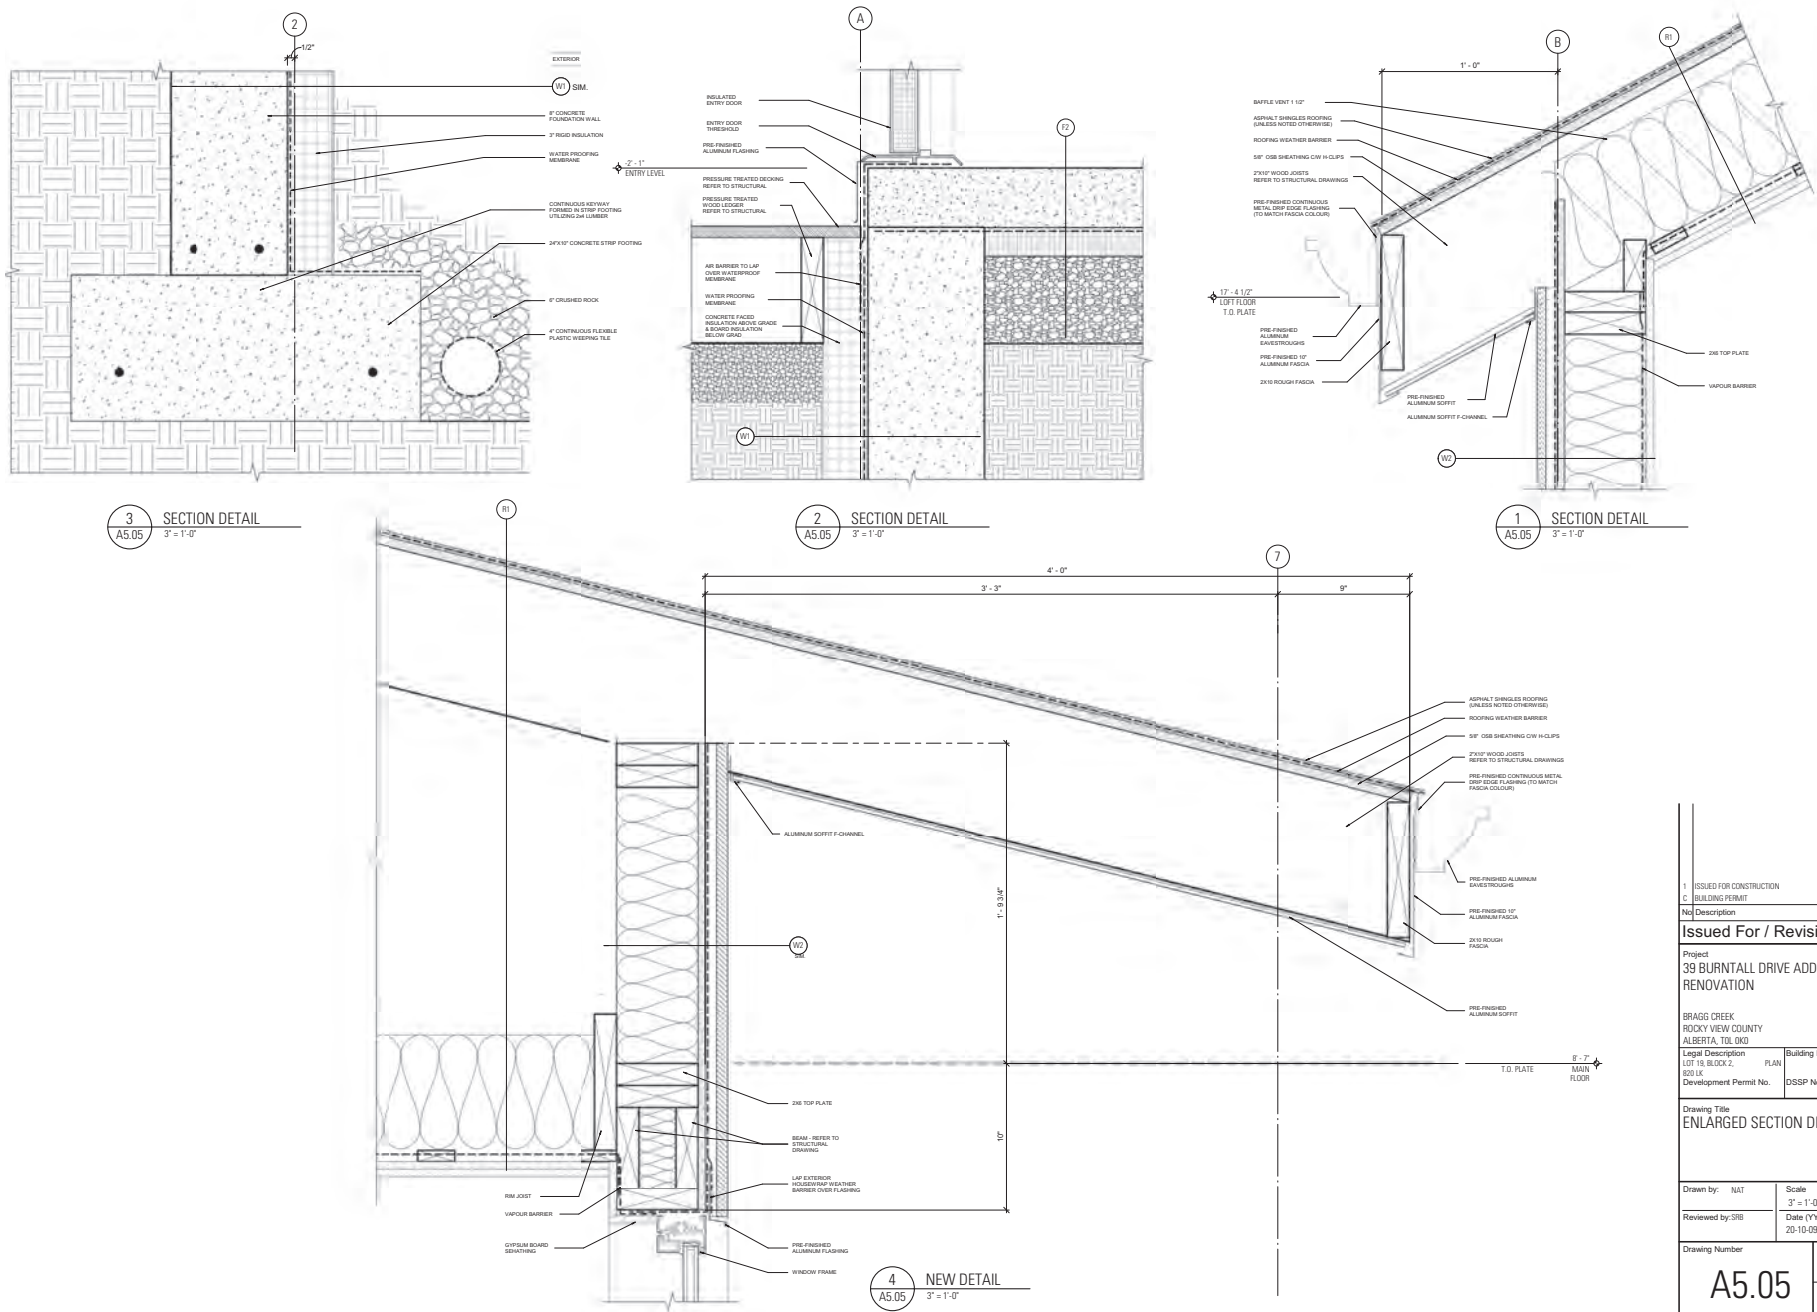 2
1/2"
EXTERIOR
W1 SIM.
8" CONCRETE
FOUNDATION WALL
3" RIGID INSULATION
WATER PROOFING
MEMBRANE
CONTINUOUS KEYWAY
FORMED IN STRIP FOOTING
UTILIZING 2x4 LUMBER
24"X10" CONCRETE STRIP FOOTING
6" CRUSHED ROCK
4" CONTINUOUS FLEXIBLE
PLASTIC WEEPING TILE
3
A5.05
SECTION DETAIL
3" = 1'-0"
A
INSULATED
ENTRY DOOR
ENTRY DOOR
THRESHOLD
PRE-FINISHED
ALUMINUM FLASHING
-2' - 1"
ENTRY LEVEL
PRESSURE TREATED DECKING
REFER TO STRUCTURAL
PRESSURE TREATED
WOOD LEDGER
REFER TO STRUCTURAL
AIR BARRIER TO LAP
OVER WATERPROOF
MEMBRANE
WATER PROOFING
MEMBRANE
CONCRETE FACED
INSULATION ABOVE GRADE
& BOARD INSULATION
BELOW GRAD
F2
W1
2
A5.05
SECTION DETAIL
3" = 1'-0"
B
R1
1' - 0"
BAFFLE VENT 1 1/2"
ASPHALT SHINGLES ROOFING
(UNLESS NOTED OTHERWISE)
ROOFING WEATHER BARRIER
5/8" OSB SHEATHING C/W H-CLIPS
2"X10" WOOD JOISTS
REFER TO STRUCTURAL DRAWINGS
PRE-FINISHED CONTINUOUS
METAL DRIP EDGE FLASHING
(TO MATCH FASCIA COLOUR)
17' - 4 1/2"
LOFT FLOOR
T.O. PLATE
PRE-FINISHED
ALUMINUM
EAVESTROUGHS
PRE-FINISHED 10"
ALUMINUM FASCIA
2X10 ROUGH FASCIA
PRE-FINISHED
ALUMINUM SOFFIT
ALUMINUM SOFFIT F-CHANNEL
2X6 TOP PLATE
VAPOUR BARRIER
W2
1
A5.05
SECTION DETAIL
3" = 1'-0"
R1
7
4' - 0"
3' - 3"
9"
ASPHALT SHINGLES ROOFING
(UNLESS NOTED OTHERWISE)
ROOFING WEATHER BARRIER
5/8" OSB SHEATHING C/W H-CLIPS
2"X10" WOOD JOISTS
REFER TO STRUCTURAL DRAWINGS
PRE-FINISHED CONTINUOUS METAL
DRIP EDGE FLASHING (TO MATCH
FASCIA COLOUR)
ALUMINUM SOFFIT F-CHANNEL
1' - 9 3/4"
PRE-FINISHED ALUMINUM
EAVESTROUGHS
PRE-FINISHED 10"
ALUMINUM FASCIA
2X10 ROUGH
FASCIA
W2
SIM.
PRE-FINISHED
ALUMINUM SOFFIT
T.O. PLATE
8' - 7"
MAIN
FLOOR
2X6 TOP PLATE
BEAM - REFER TO
STRUCTURAL
DRAWING
10"
LAP EXTERIOR
HOUSEWRAP WEATHER
BARRIER OVER FLASHING
RIM JOIST
VAPOUR BARRIER
GYPSUM BOARD
SEHATHING
PRE-FINISIHED
ALUMINUM FLASHING
WINDOW FRAME
4
A5.05
NEW DETAIL
3" = 1'-0"
1 ISSUED FOR CONSTRUCTION
C BUILDING PERMIT
No Description
Issued For / Revisi
Project
39 BURNTALL DRIVE ADD
RENOVATION
BRAGG CREEK
ROCKY VIEW COUNTY
ALBERTA, T0L 0K0
Legal Description
LOT 19, BLOCK 2, PLAN
820 LK
Building
Development Permit No.
DSSP N
Drawing Title
ENLARGED SECTION D
Drawn by: NAT
Scale
3" = 1'-0
Reviewed by: SRB
Date (YY
20-10-09
Drawing Number
A5.05